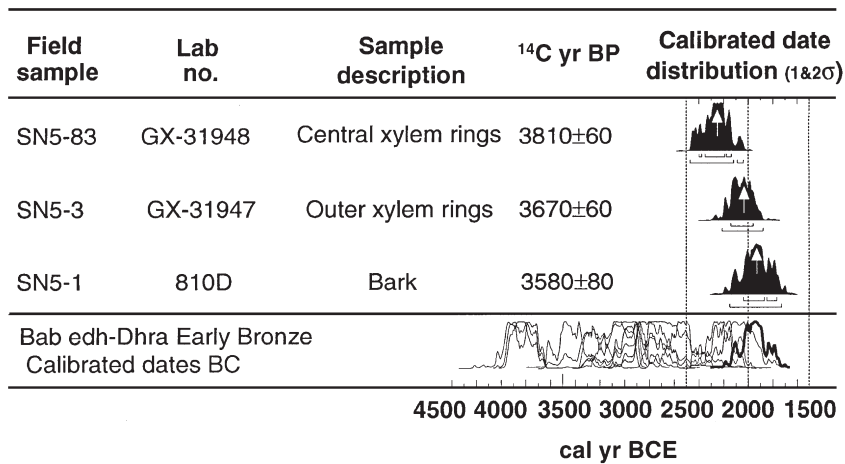 Field sample Lab no. Sample description ¹⁴C yr BP Calibrated date distribution (1&2σ)
SN5-83 GX-31948 Central xylem rings 3810±60
SN5-3 GX-31947 Outer xylem rings 3670±60
SN5-1 810D Bark 3580±80
Bab edh-Dhra Early Bronze
Calibrated dates BC
4500 4000 3500 3000 2500 2000 1500
cal yr BCE